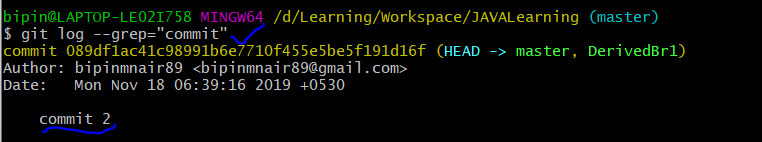 bipin@LAPTOP-LEO2I758 MINGW64 /d/Learning/Workspace/JAVALearning (master)
$ git log --grep="commit"
commit 089df1ac41c98991b6e7710f455e5be5f191d16f (HEAD -> master, DerivedBr1)
Author: bipinmnair89 <bipinmnair89@gmail.com>
Date:   Mon Nov 18 06:39:16 2019 +0530
    commit 2